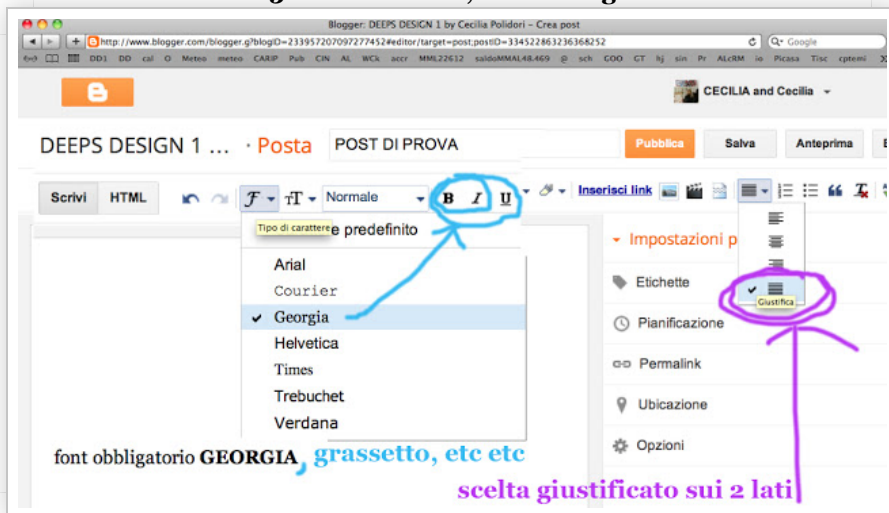 Blogger: DEEPS DESIGN 1 by Cecilia Polidori – Crea post
http://www.blogger.com/blogger.g?blogID=233957207097277452#editor/target=post;postID=334522863236368252
Google
DD1 DD cal O Meteo meteo CARIP Pub CIN AL WCk accr MML22612 saldoMMAL48.469 @ sch GOO GT hj sin Pr ALcRM io Picasa Tisc cptemi
CECILIA and Cecilia
DEEPS DESIGN 1 ... · Posta POST DI PROVA Pubblica Salva Anteprima
Scrivi HTML Normale B I U Inserisci link
Tipo di carattere
e predefinito
Arial
Courier
Georgia
Helvetica
Times
Trebuchet
Verdana
Impostazioni p
Etichette
Giustifica
Pianificazione
Permalink
Ubicazione
Opzioni
font obbligatorio GEORGIA, grassetto, etc etc
scelta giustificato sui 2 lati